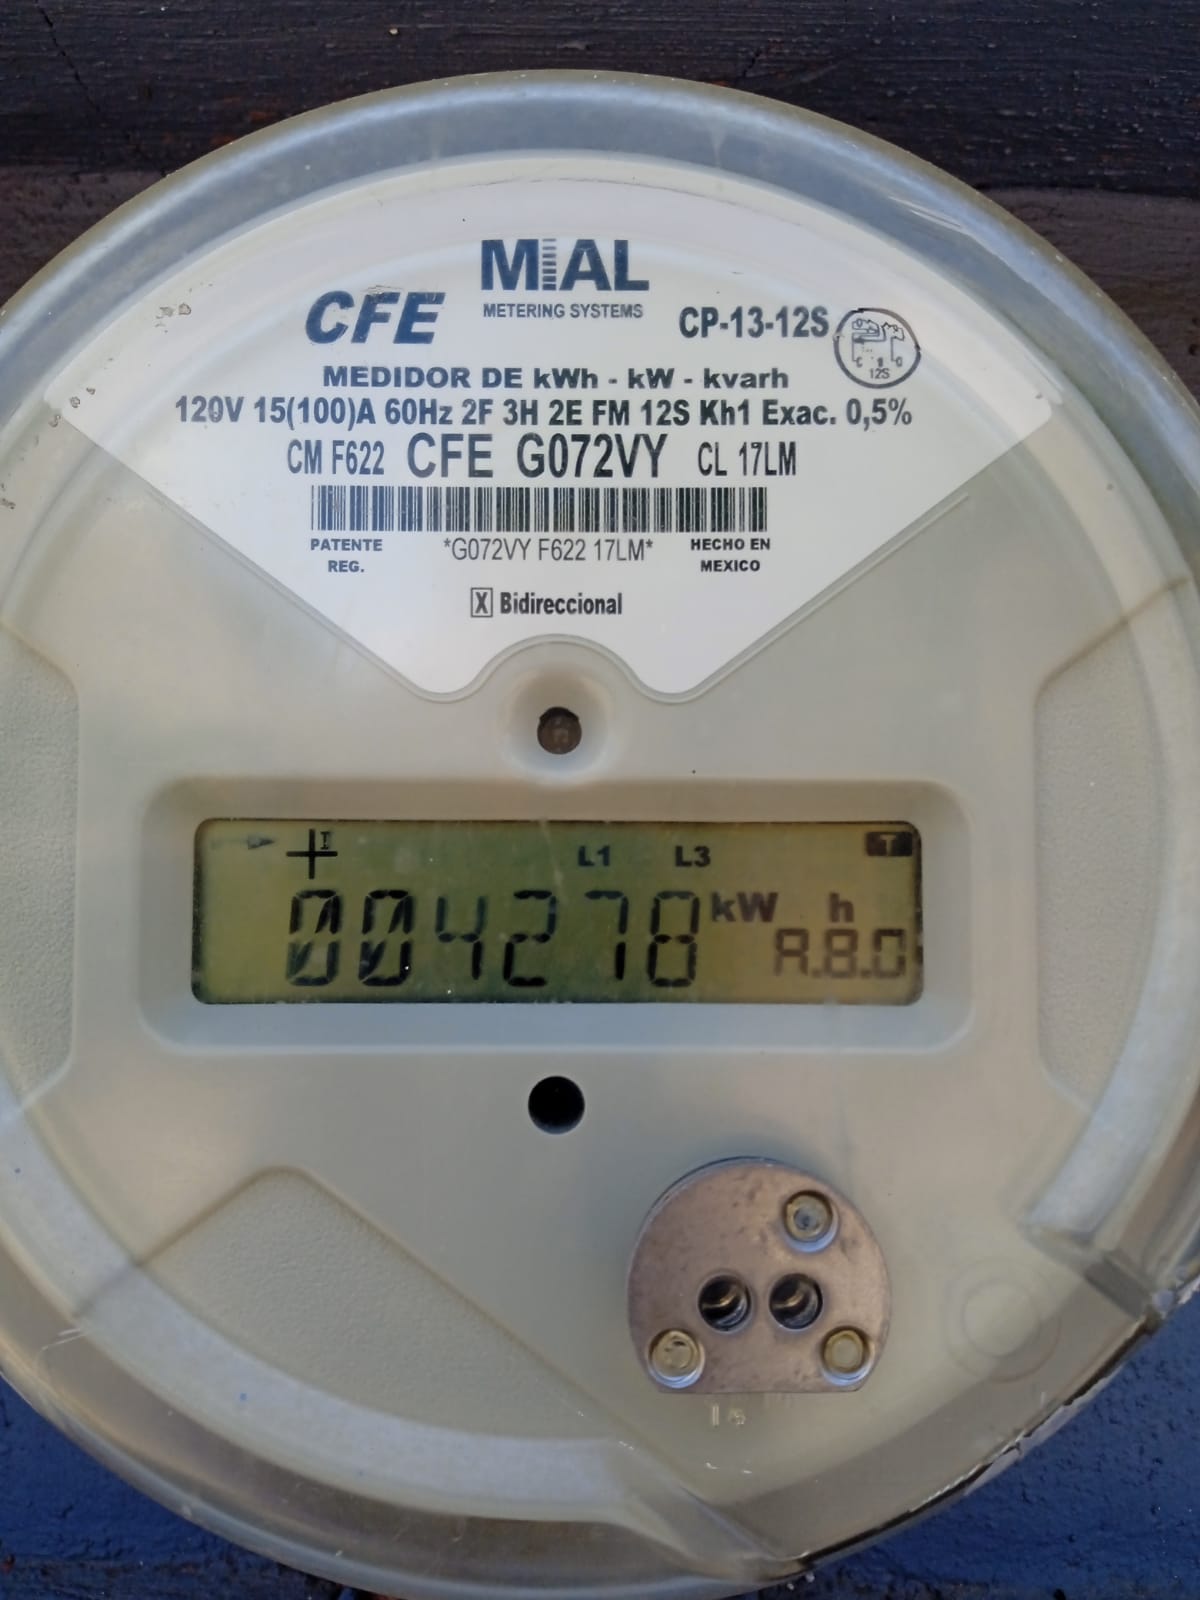 MIAL
METERING SYSTEMS
CFE
CP-13-12S
12S
MEDIDOR DE kWh - kW - kvarh
120V 15(100)A 60Hz 2F 3H 2E FM 12S Kh1 Exac. 0,5%
CM F622 CFE G072VY CL 17LM
PATENTE REG.
*G072VY F622 17LM*
HECHO EN MEXICO
X Bidireccional
L1 L3 T
004278 kW h A.8.0